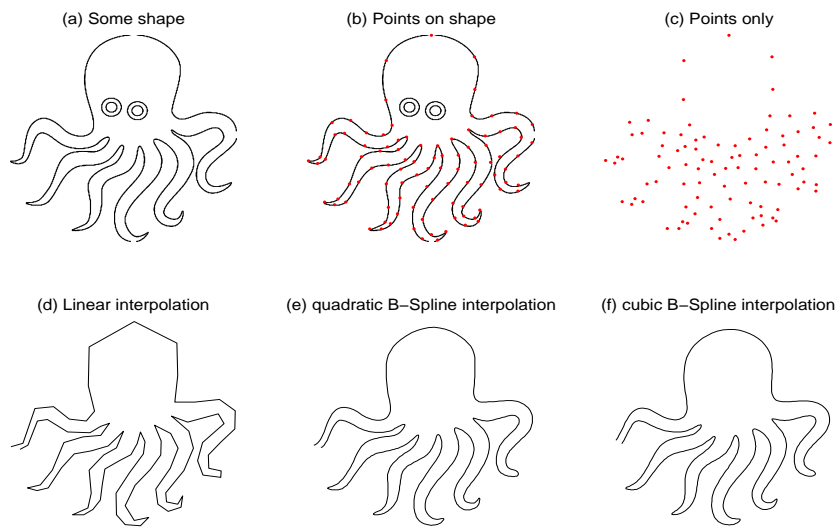 (a) Some shape
(b) Points on shape
(c) Points only
(d) Linear interpolation
(e) quadratic B−Spline interpolation
(f) cubic B−Spline interpolation